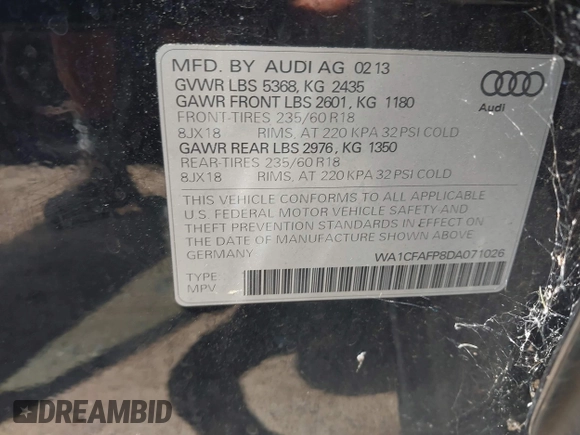 MFD. BY AUDI AG 02 13
GVWR LBS 5368, KG 2435
GAWR FRONT LBS 2601, KG 1180
FRONT-TIRES 235/60 R18
8JX18 RIMS, AT 220 KPA 32 PSI COLD
GAWR REAR LBS 2976, KG 1350
REAR-TIRES 235/60 R18
8JX18 RIMS, AT 220 KPA 32 PSI COLD
Audi
THIS VEHICLE CONFORMS TO ALL APPLICABLE
U.S. FEDERAL MOTOR VEHICLE SAFETY AND
THEFT PREVENTION STANDARDS IN EFFECT ON
THE DATE OF MANUFACTURE SHOWN ABOVE.
GERMANY
WA1CFAFP8DA071026
TYPE:
MPV
DREAMBID